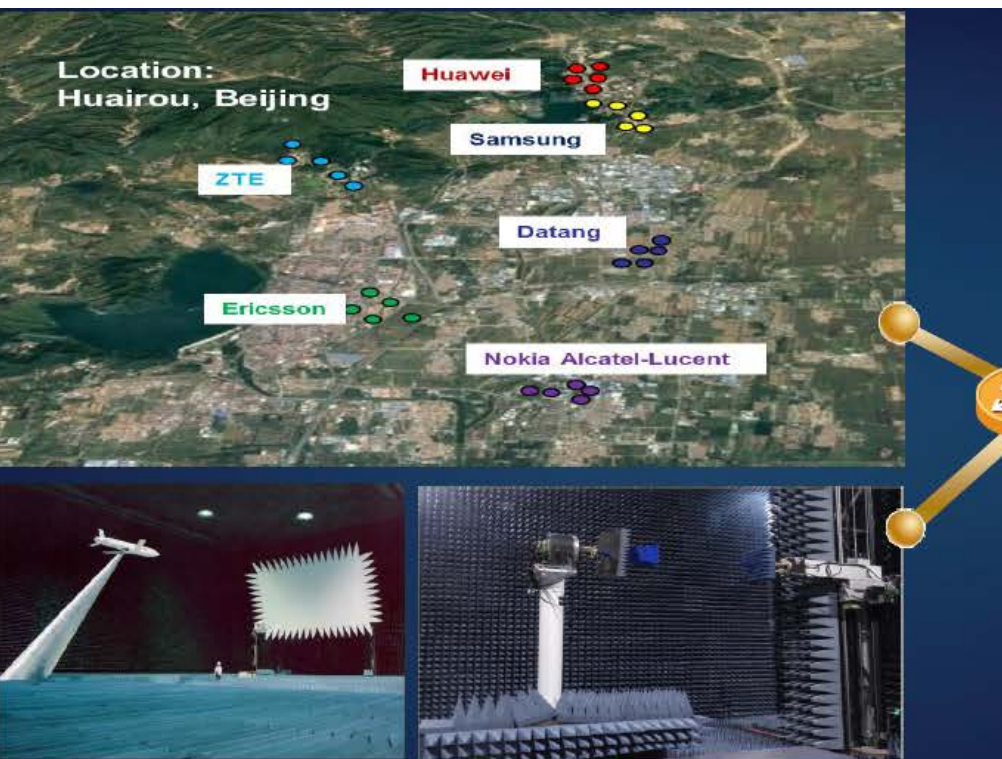 Location:
Huairou, Beijing
Huawei
Samsung
ZTE
Datang
Ericsson
Nokia Alcatel-Lucent